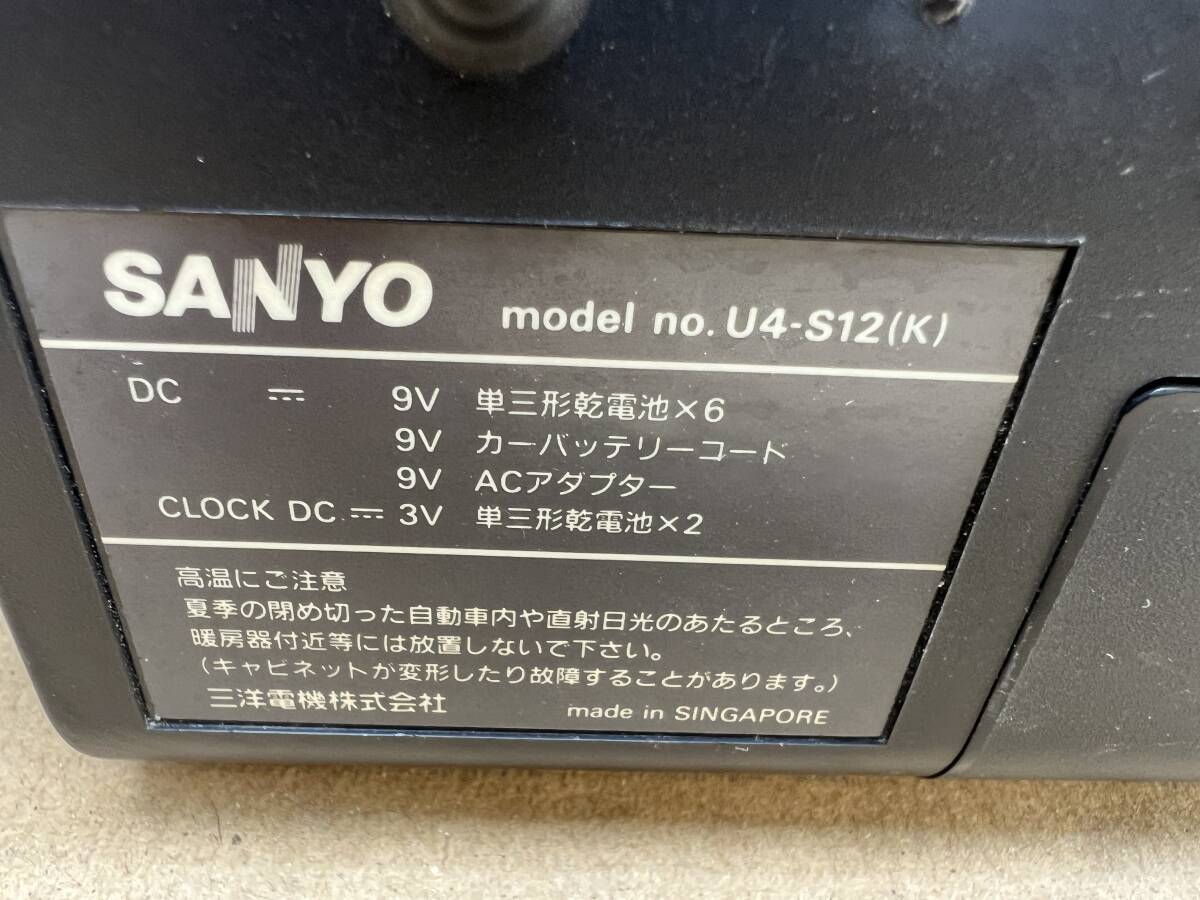 SANYO model no. U4-S12(K)
DC ⎓ 9V 単三形乾電池×6
9V カーバッテリーコード
9V ACアダプター
CLOCK DC ⎓ 3V 単三形乾電池×2
高温にご注意
夏季の閉め切った自動車内や直射日光のあたるところ、
暖房器付近等には放置しないで下さい。
(キャビネットが変形したり故障することがあります。)
三洋電機株式会社 made in SINGAPORE